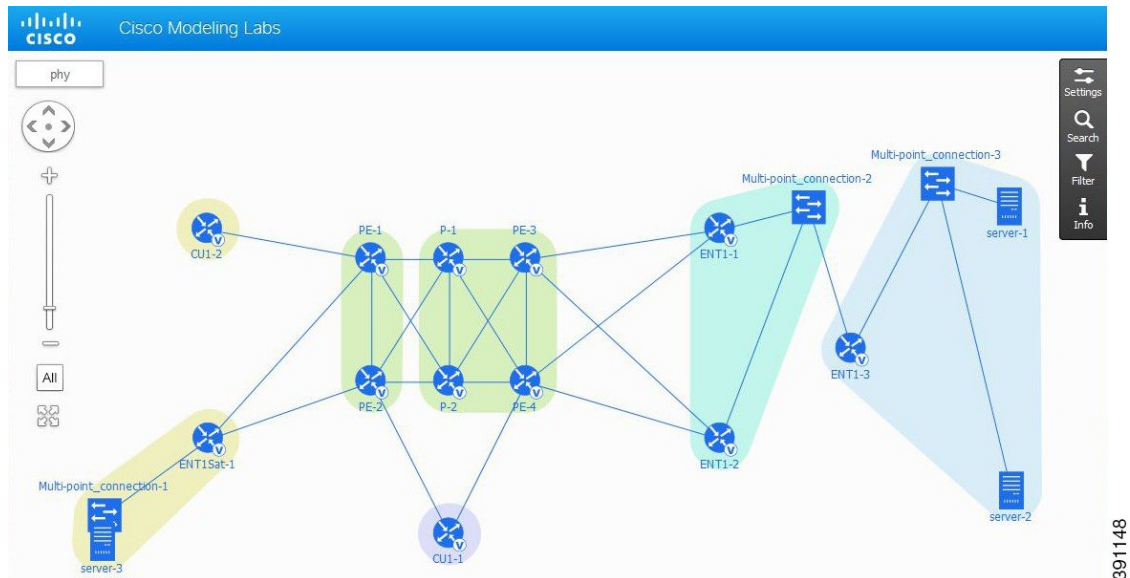 CISCO
Cisco Modeling Labs
phy
Settings
Search
Filter
i
Info
All
Multi-point_connection-3
Multi-point_connection-2
server-1
CU1-2
PE-1
P-1
PE-3
ENT1-1
ENT1-3
PE-2
P-2
PE-4
ENT1Sat-1
ENT1-2
Multi-point_connection-1
server-2
server-3
CU1-1
V
V
V
V
V
V
V
V
V
V
V
V
391148